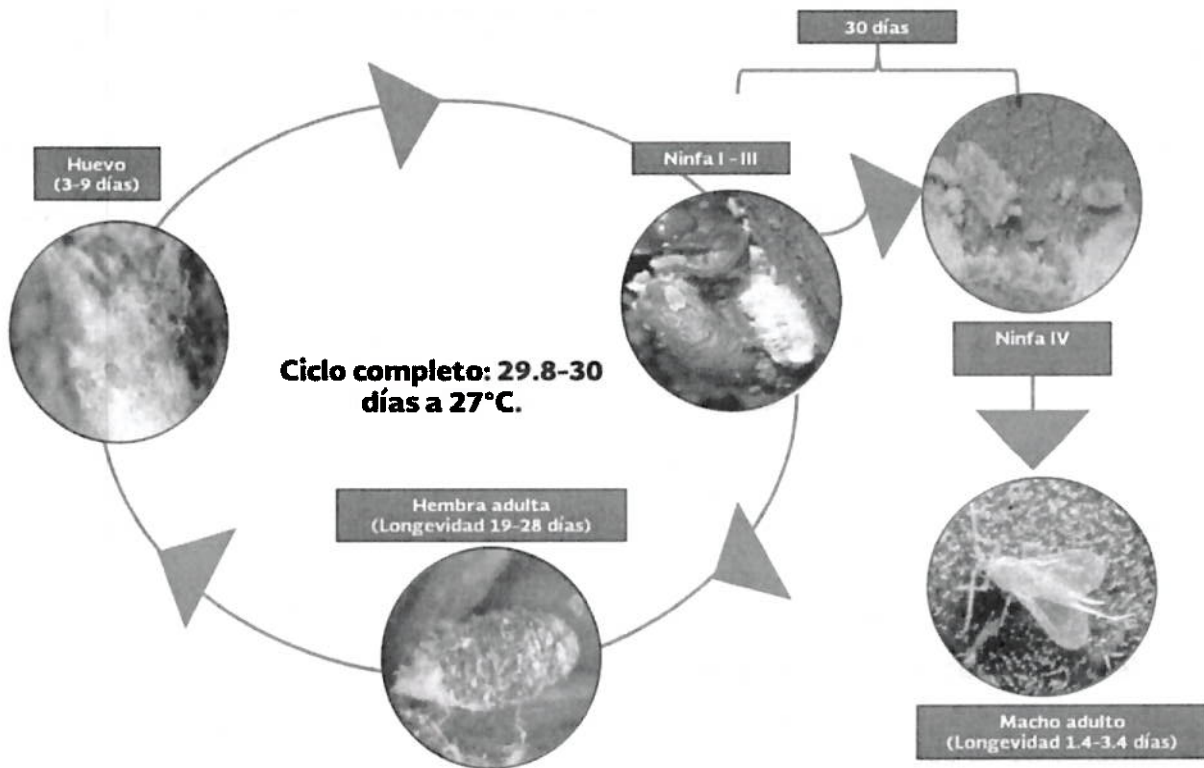 30 días
Huevo
(3-9 días)
Ninfa I - III
Ninfa IV
Ciclo completo: 29.8-30
días a 27°C.
Hembra adulta
(Longevidad 19-28 días)
Macho adulto
(Longevidad 1.4-3.4 días)